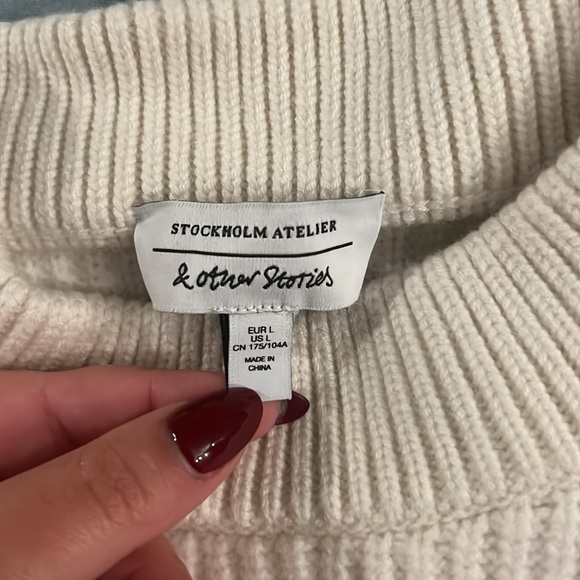 STOCKHOLM ATELIER
& other Stories
EUR L
US L
CN 175/104A
MADE IN
CHINA